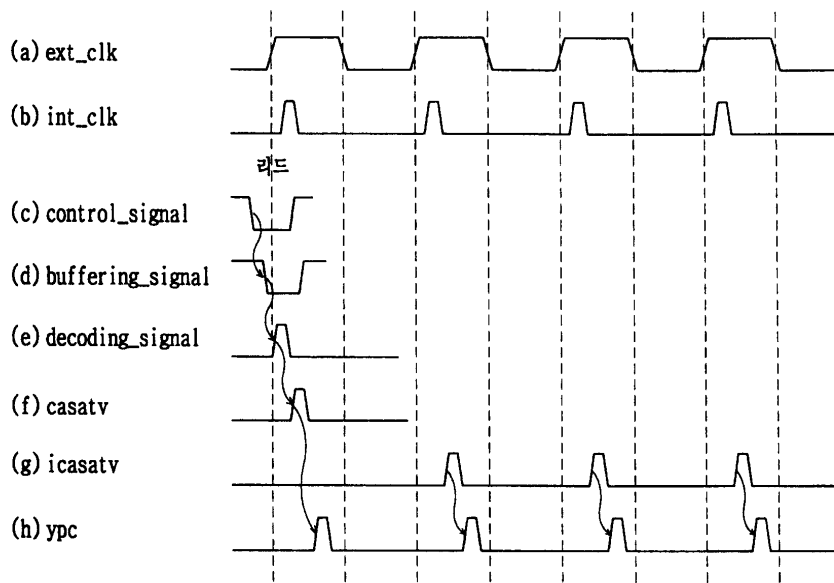 (a) ext_clk
(b) int_clk
리드
(c) control_signal
(d) buffering_signal
(e) decoding_signal
(f) casatv
(g) icasatv
(h) ypc